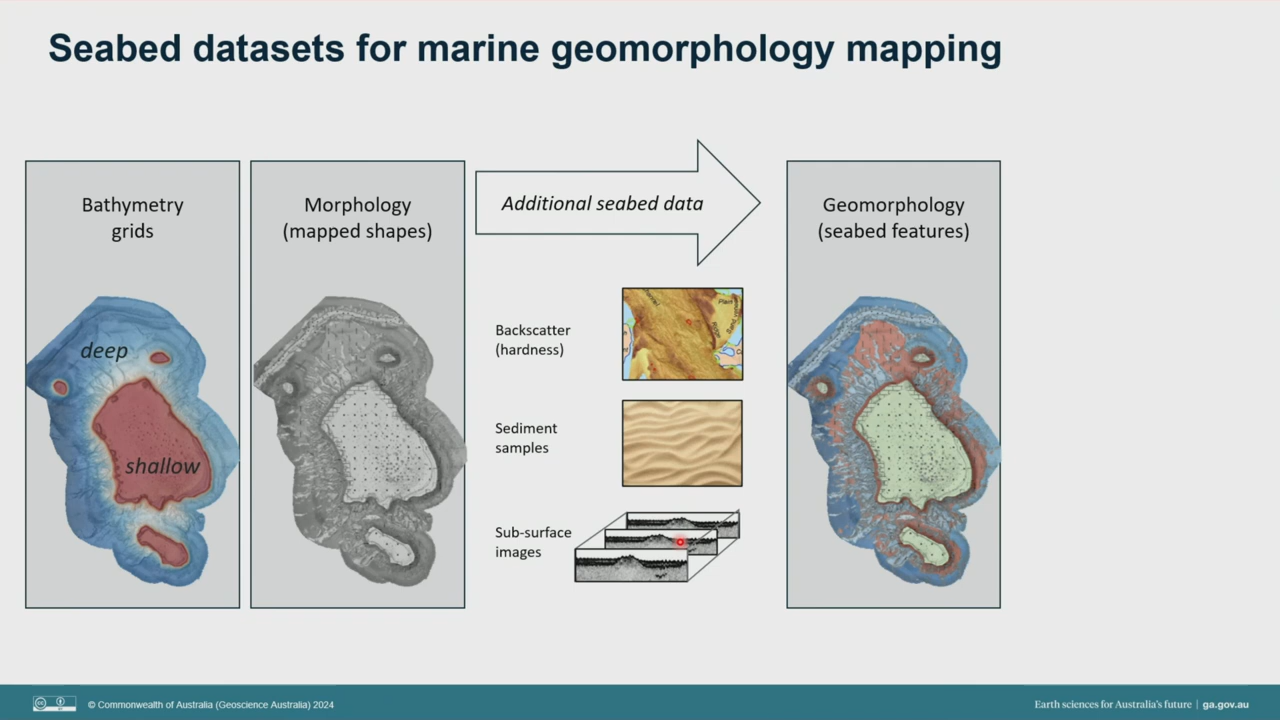 Seabed datasets for marine geomorphology mapping
Bathymetry
grids
deep
shallow
Morphology
(mapped shapes)
Additional seabed data
Backscatter
(hardness)
Sediment
samples
Sub-surface
images
Geomorphology
(seabed features)
© Commonwealth of Australia (Geoscience Australia) 2024
Earth sciences for Australia's future | ga.gov.au